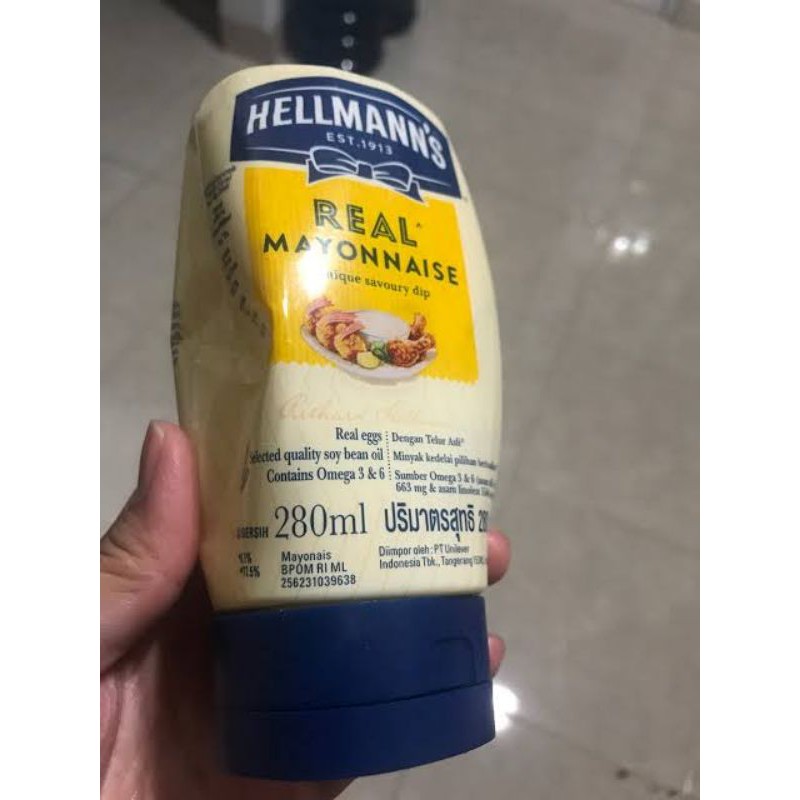 HELLMANN'S
EST.1913
REAL
MAYONNAISE
savoury dip
Real eggs
Dengan Telur Asli*
Selected quality soy bean oil
Minyak kedelai pilihan
Contains Omega 3 & 6
Sumber Omega 3 & 6
663 mg & asam linoleat
280ml ปริมาตรสุทธิ
Mayonais
BPOM RI ML
256231039638
Diimpor oleh: PT Unilever
Indonesia Tbk., Tangerang